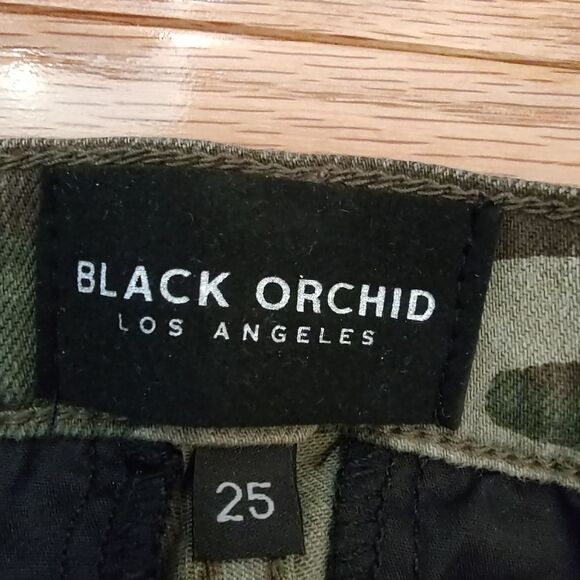 BLACK ORCHID
LOS ANGELES
25